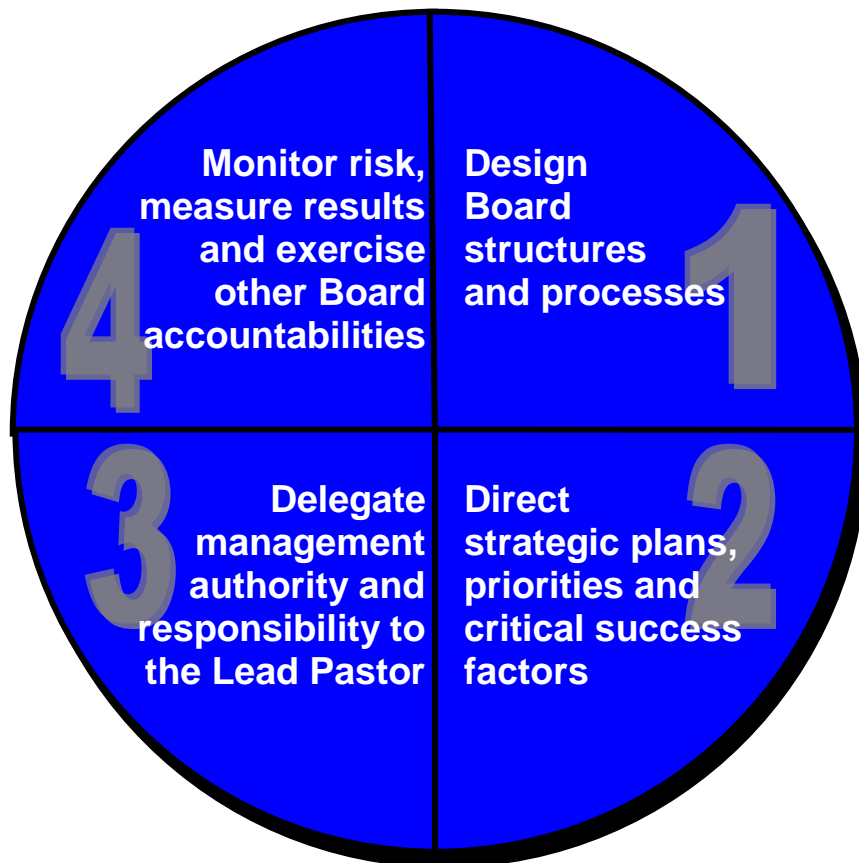 1
Design
Board
structures
and processes
2
Direct
strategic plans,
priorities and
critical success
factors
3
Delegate
management
authority and
responsibility to
the Lead Pastor
4
Monitor risk,
measure results
and exercise
other Board
accountabilities